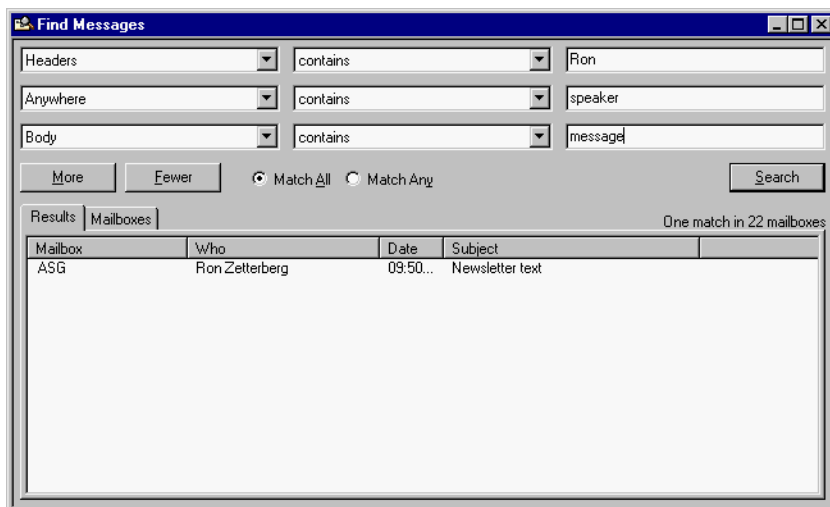 Find Messages
Headers contains Ron
Anywhere contains speaker
Body contains message
More Fewer Match All Match Any Search
Results Mailboxes One match in 22 mailboxes
Mailbox Who Date Subject
ASG Ron Zetterberg 09:50... Newsletter text